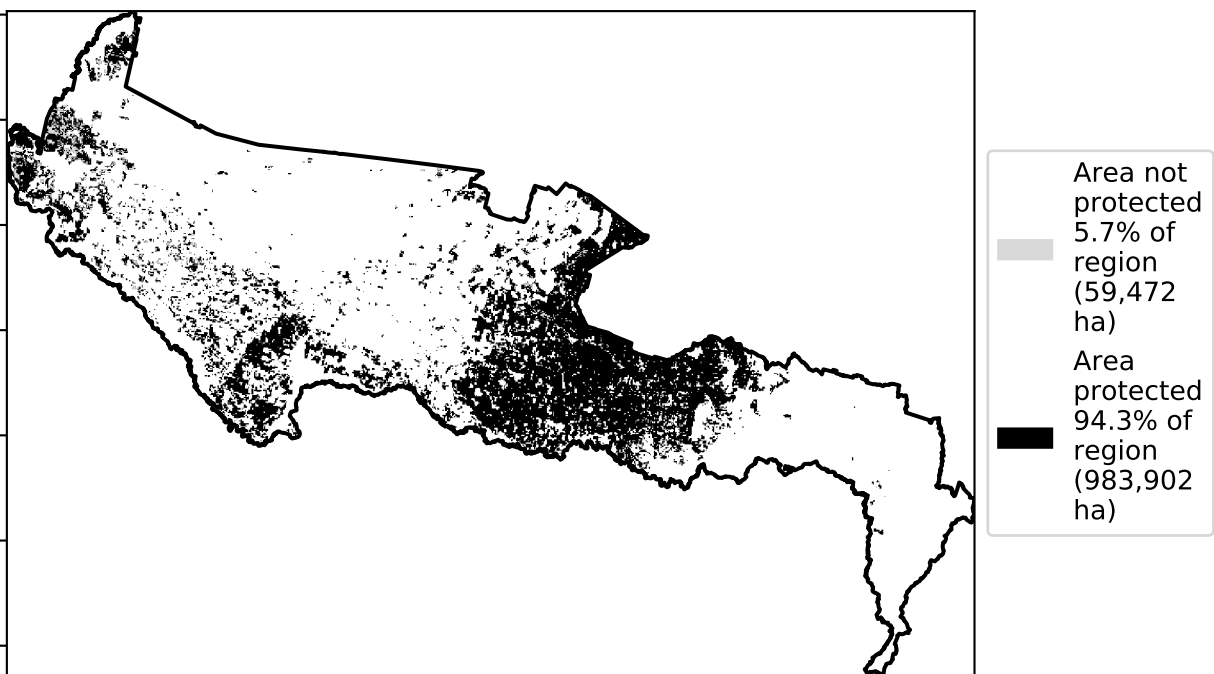 Area not
protected
5.7% of
region
(59,472
ha)
Area
protected
94.3% of
region
(983,902
ha)